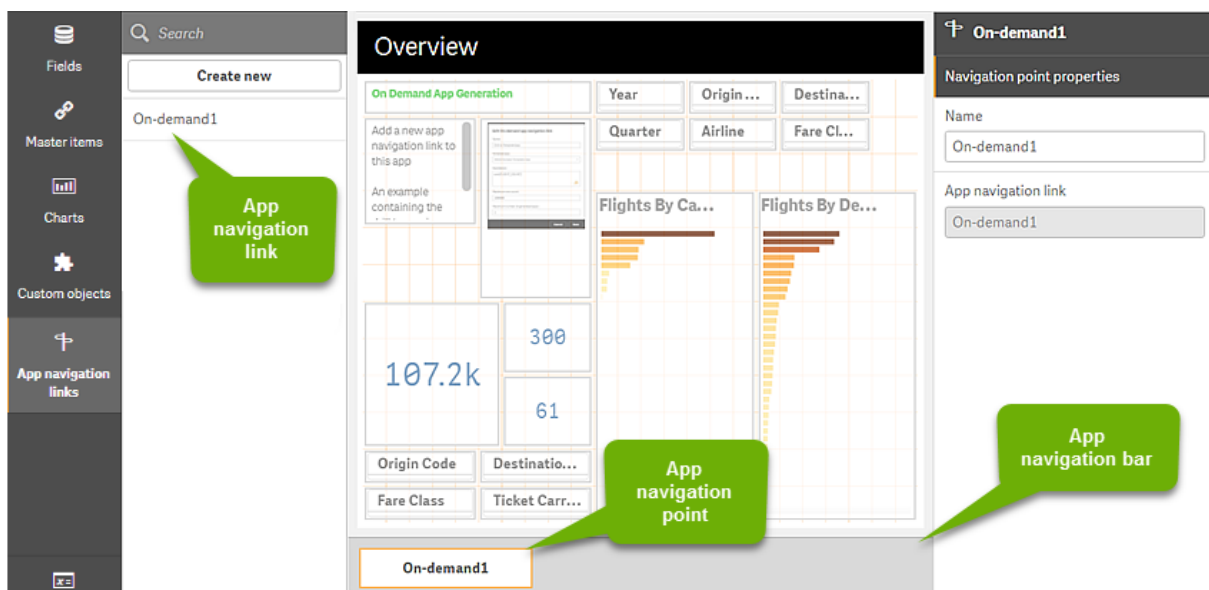 Fields
Master items
Charts
Custom objects
App navigation
links
x=
Search
Create new
On-demand1
App
navigation
link
Overview
On Demand App Generation
Add a new app
navigation link to
this app
An example
containing the
Year
Origin ...
Destina...
Quarter
Airline
Fare Cl...
Flights By Ca...
Flights By De...
107.2k
300
61
Origin Code
Destinatio...
Fare Class
Ticket Carr...
App
navigation
point
On-demand1
App
navigation bar
On-demand1
Navigation point properties
Name
On-demand1
App navigation link
On-demand1